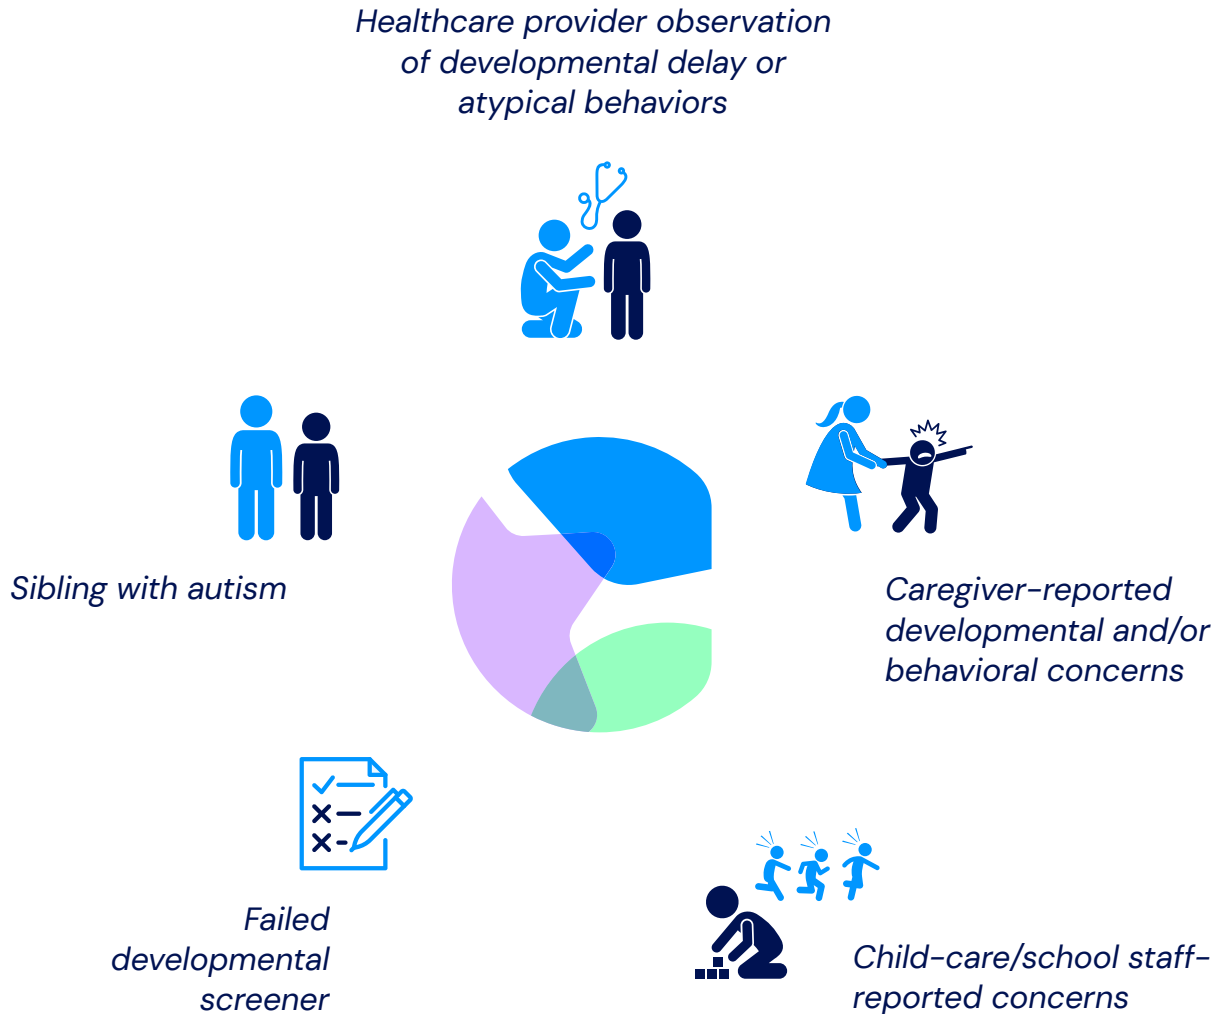 Healthcare provider observation
of developmental delay or
atypical behaviors
Sibling with autism
Caregiver-reported
developmental and/or
behavioral concerns
Failed
developmental
screener
Child-care/school staff-
reported concerns